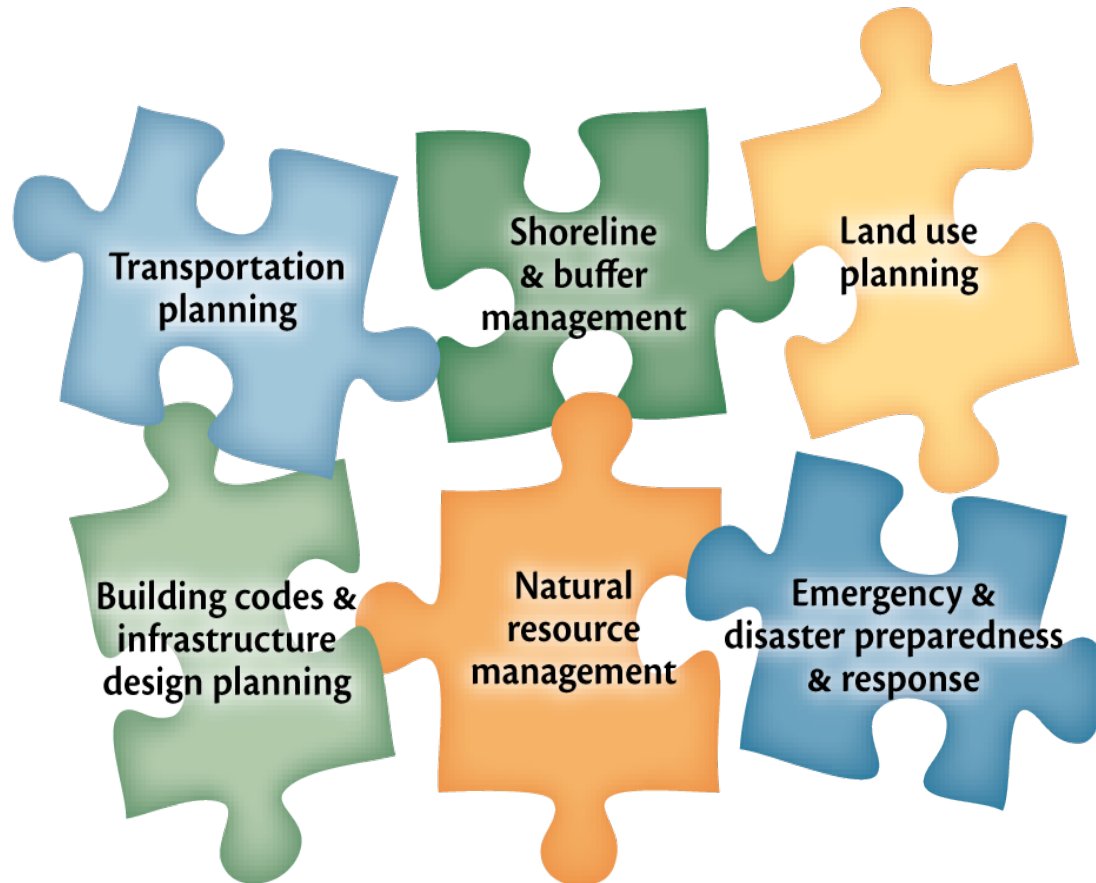 Transportation
planning
Shoreline
& buffer
management
Land use
planning
Building codes &
infrastructure
design planning
Natural
resource
management
Emergency &
disaster preparedness
& response